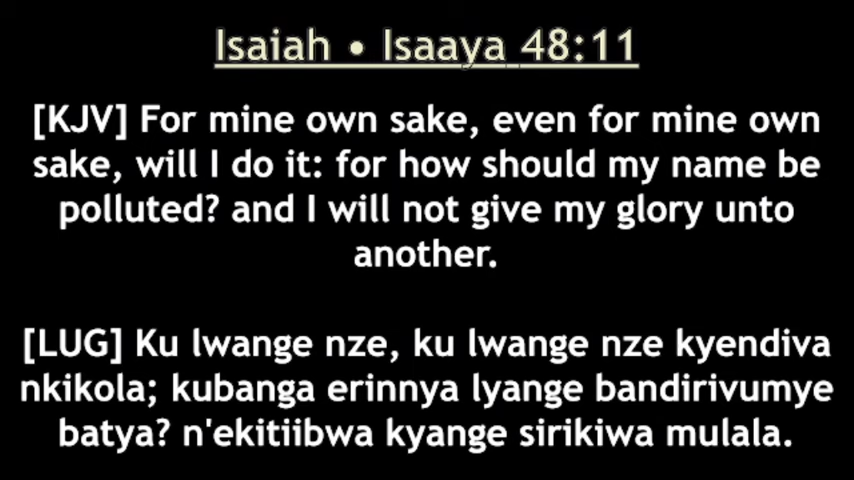 Isaiah • Isaaya 48:11
[KJV] For mine own sake, even for mine own
sake, will I do it: for how should my name be
polluted? and I will not give my glory unto
another.
[LUG] Ku lwange nze, ku lwange nze kyendiva
nkikola; kubanga erinnya lyange bandirivumye
batya? n'ekitiibwa kyange sirikiwa mulala.